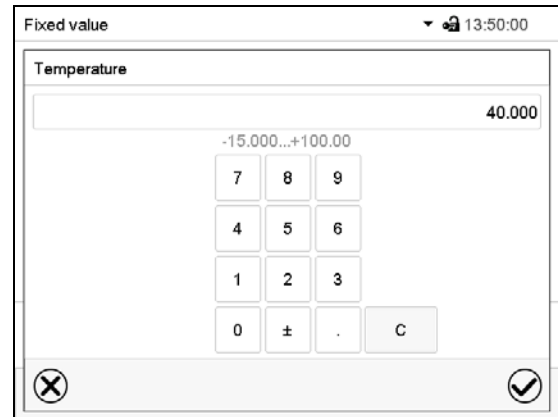 Fixed value 13:50:00
Temperature
40.000
-15.000...+100.00
7 8 9
4 5 6
1 2 3
0 ± . C